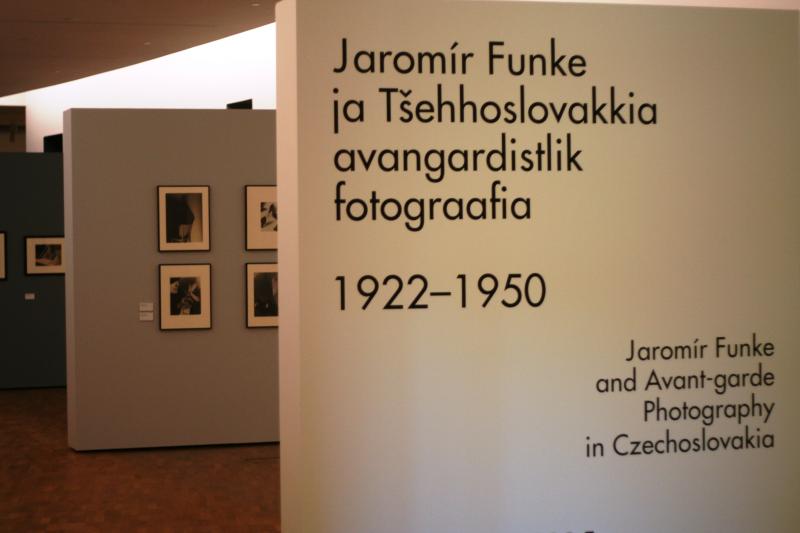 Jaromír Funke
ja Tšehhoslovakkia
avangardistlik
fotograafia
1922–1950
Jaromír Funke
and Avant-garde
Photography
in Czechoslovakia